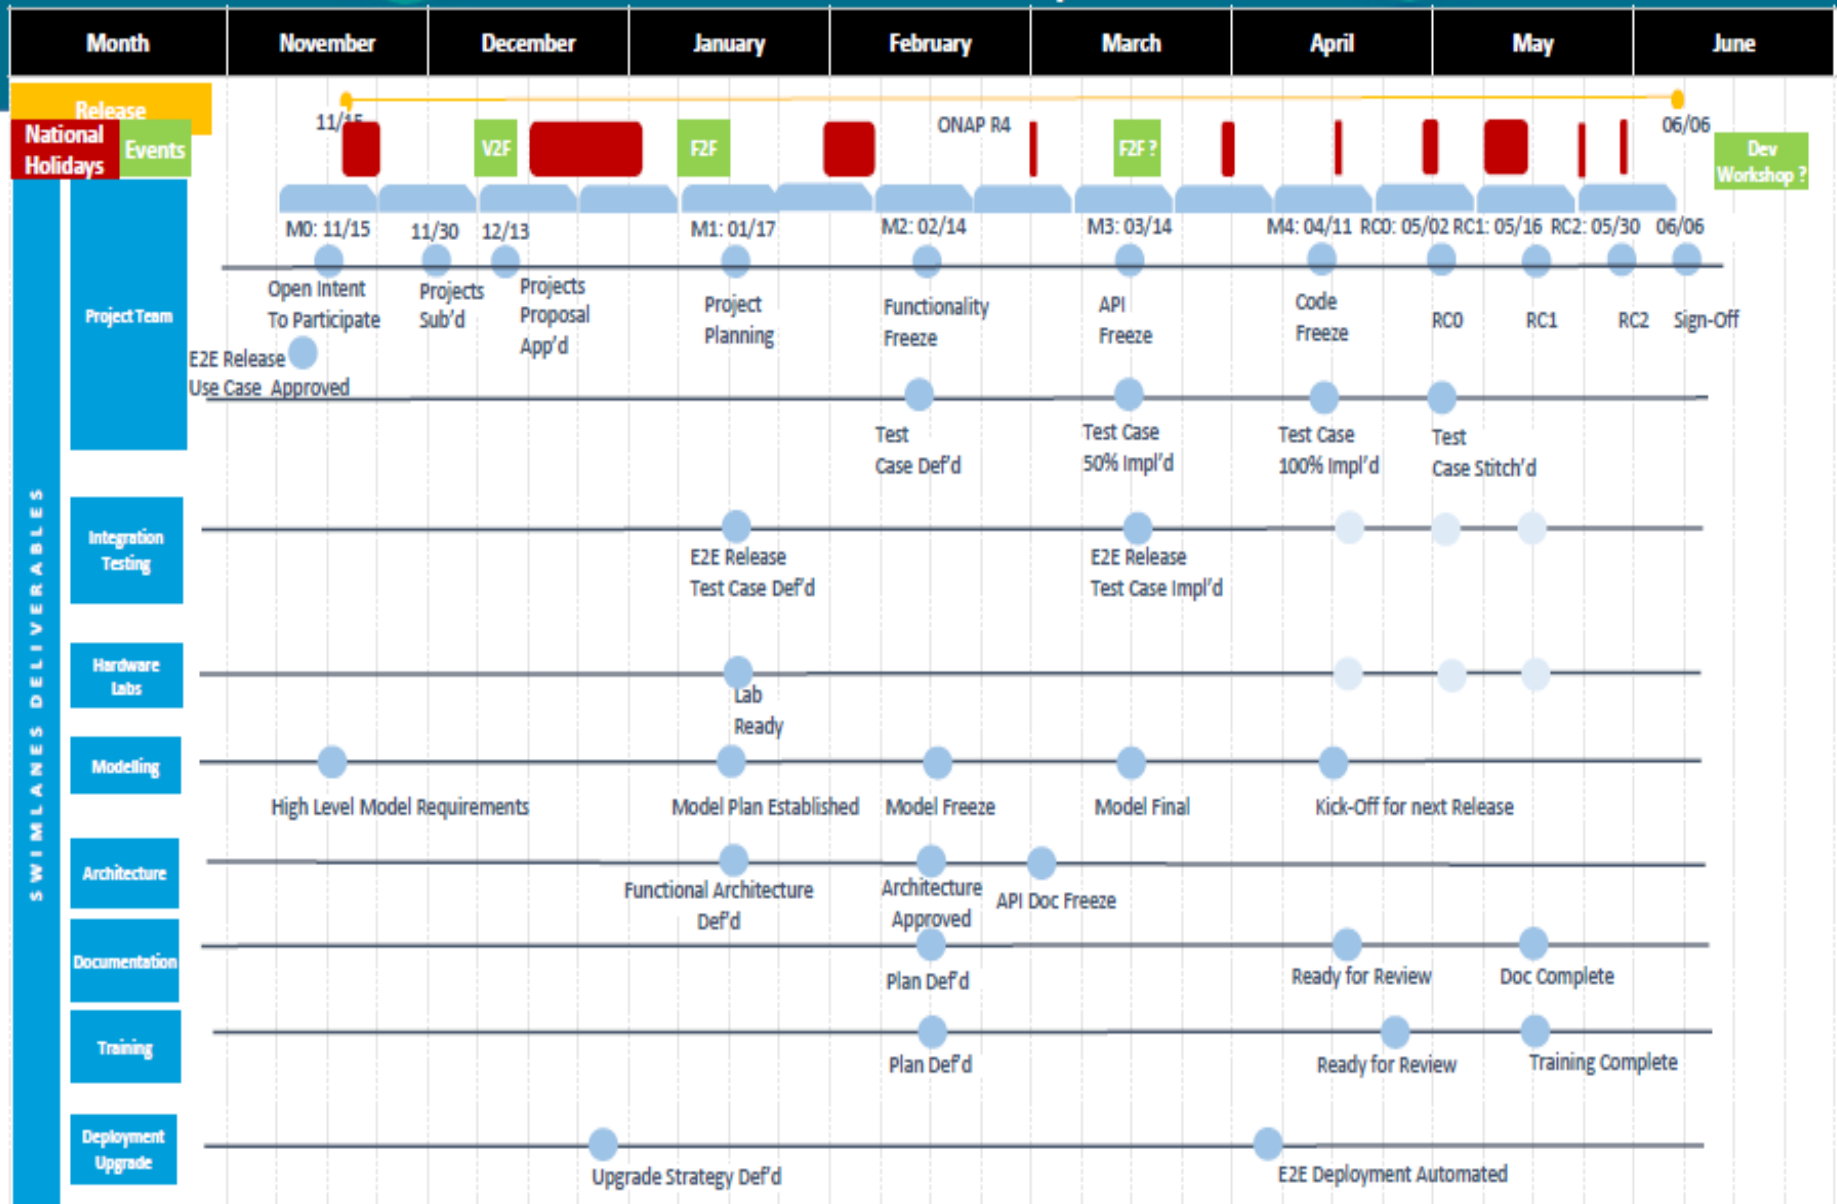 Month November December January February March April May June
Release
11/15
ONAP R4
06/06
National
Holidays
Events
V2F
F2F
F2F ?
Dev
Workshop ?
M0: 11/15 11/30 12/13 M1: 01/17 M2: 02/14 M3: 03/14 M4: 04/11 RC0: 05/02 RC1: 05/16 RC2: 05/30 06/06
SWIMLANES DELIVERABLES
Project Team
Open Intent
To Participate
Projects
Sub'd
Projects
Proposal
App'd
Project
Planning
Functionality
Freeze
API
Freeze
Code
Freeze
RC0
RC1
RC2
Sign-Off
E2E Release
Use Case Approved
Test
Case Def'd
Test Case
50% Impl'd
Test Case
100% Impl'd
Test
Case Stitch'd
Integration
Testing
E2E Release
Test Case Def'd
E2E Release
Test Case Impl'd
Hardware
Labs
Lab
Ready
Modelling
High Level Model Requirements
Model Plan Established
Model Freeze
Model Final
Kick-Off for next Release
Architecture
Functional Architecture
Def'd
Architecture
Approved
API Doc Freeze
Documentation
Plan Def'd
Ready for Review
Doc Complete
Training
Plan Def'd
Ready for Review
Training Complete
Deployment
Upgrade
Upgrade Strategy Def'd
E2E Deployment Automated